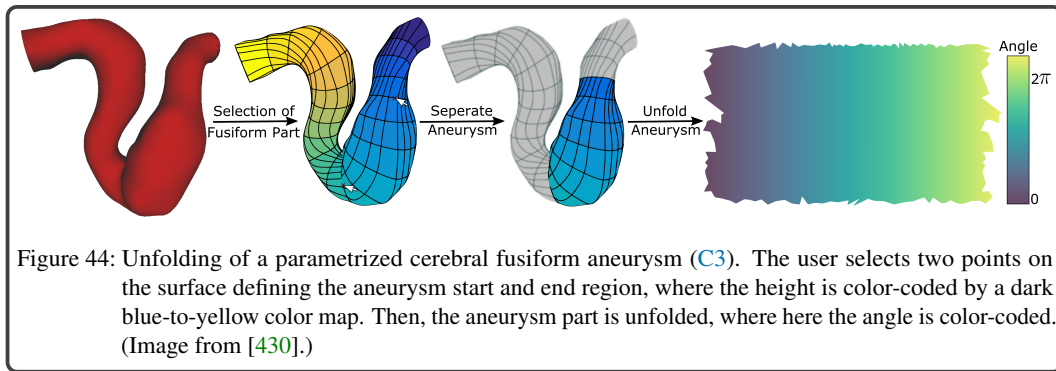 Selection of
Fusiform Part
Seperate
Aneurysm
Unfold
Aneurysm
Angle
2π
0
Figure 44: Unfolding of a parametrized cerebral fusiform aneurysm (C3). The user selects two points on
the surface defining the aneurysm start and end region, where the height is color-coded by a dark
blue-to-yellow color map. Then, the aneurysm part is unfolded, where here the angle is color-coded.
(Image from [430].)